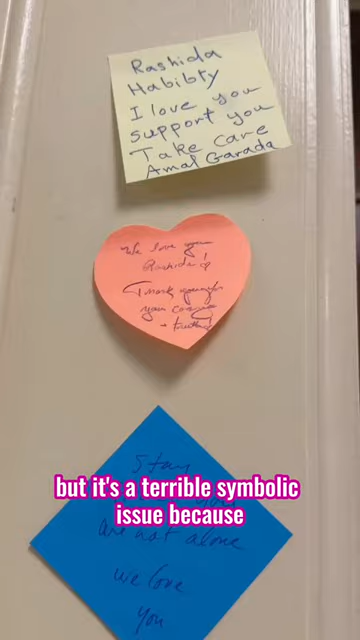 Rashida
Habibty
I love you
support you
Take care
Amal Garada
We love you
Rashida!
Thank you for
your courage
+ truth!
Stay
but it's a terrible symbolic
issue because
are not alone
we love
you